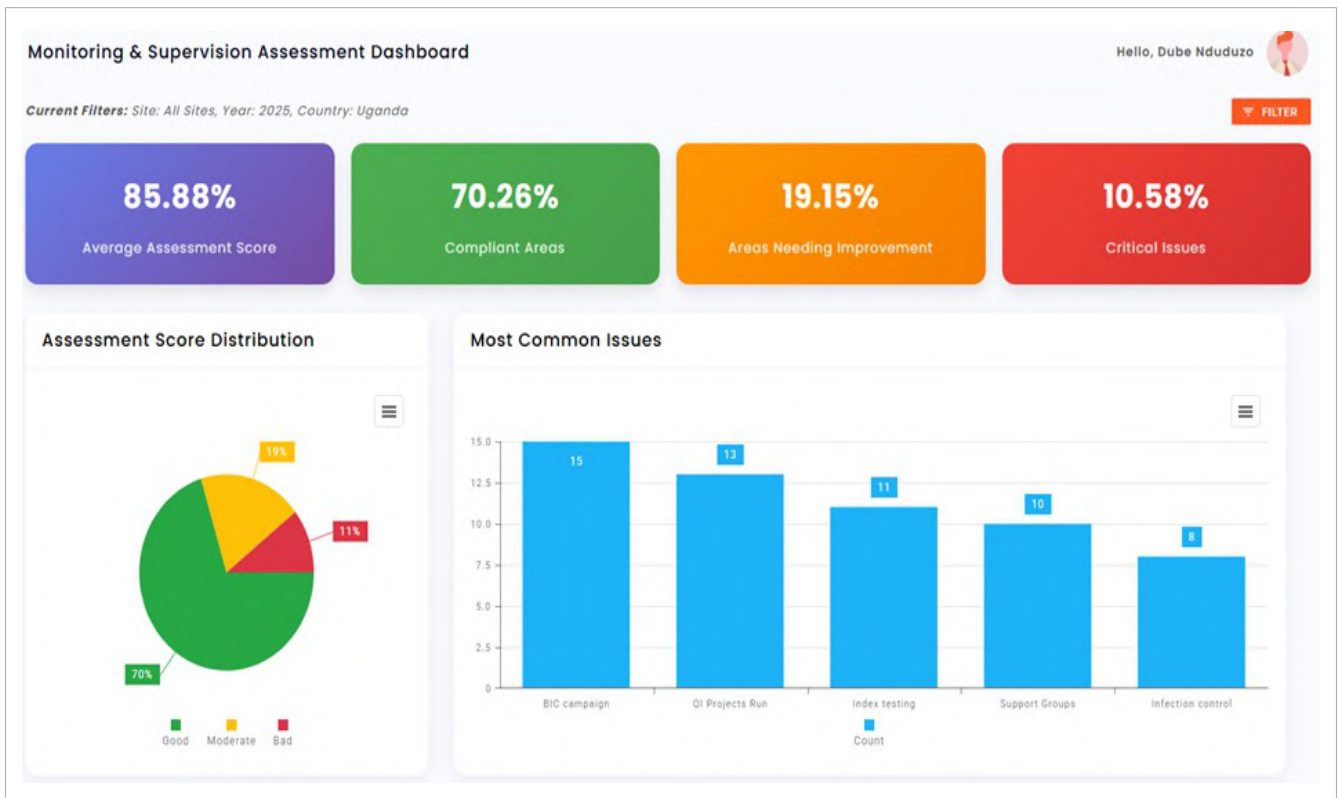 Monitoring & Supervision Assessment Dashboard
Hello, Dube Nduduzo
Current Filters: Site: All Sites, Year: 2025, Country: Uganda
FILTER
85.88%
Average Assessment Score
70.26%
Compliant Areas
19.15%
Areas Needing Improvement
10.58%
Critical Issues
Assessment Score Distribution
19%
11%
70%
Good Moderate Bad
Most Common Issues
15.0
12.5
10.0
7.5
5.0
2.5
0
15
13
11
10
8
BIC campaign QI Projects Run Index testing Support Groups Infection control
Count